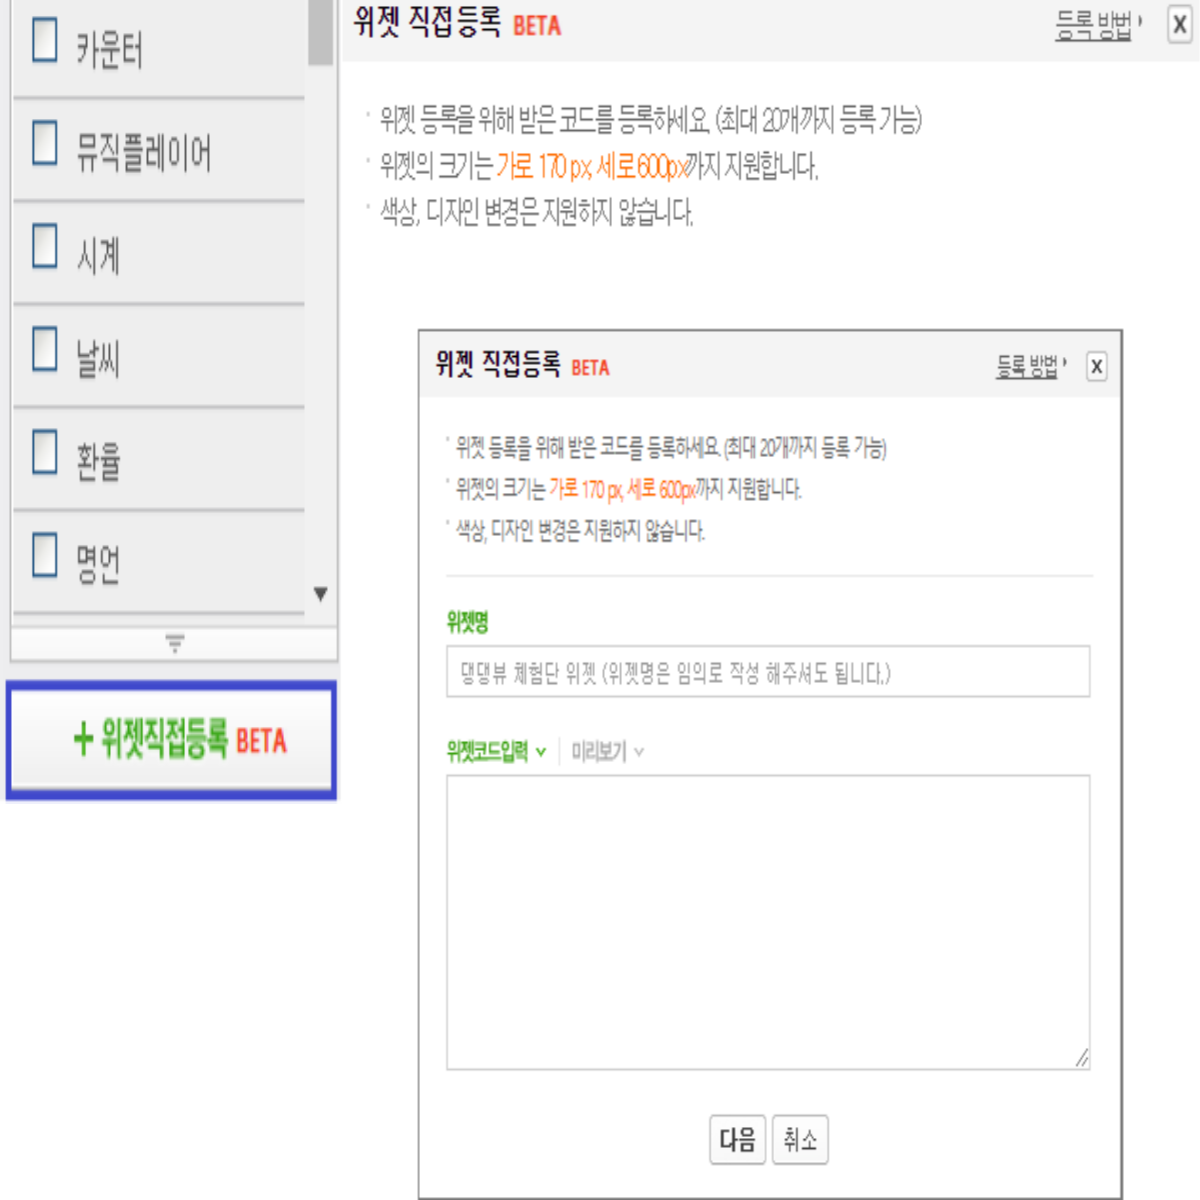 카운터
뮤직플레이어
시계
날씨
환율
명언
+ 위젯직접등록 BETA
위젯 직접등록 BETA
등록 방법
X
위젯 등록을 위해 받은 코드를 등록하세요. (최대 20개까지 등록 가능)
위젯의 크기는 가로 170 px, 세로 600px까지 지원합니다.
색상, 디자인 변경은 지원하지 않습니다.
위젯 직접등록 BETA
등록 방법
X
위젯 등록을 위해 받은 코드를 등록하세요. (최대 20개까지 등록 가능)
위젯의 크기는 가로 170 px, 세로 600px까지 지원합니다.
색상, 디자인 변경은 지원하지 않습니다.
위젯명
댕댕뷰 체험단 위젯 (위젯명은 임의로 작성 해주셔도 됩니다.)
위젯코드입력
미리보기
다음
취소